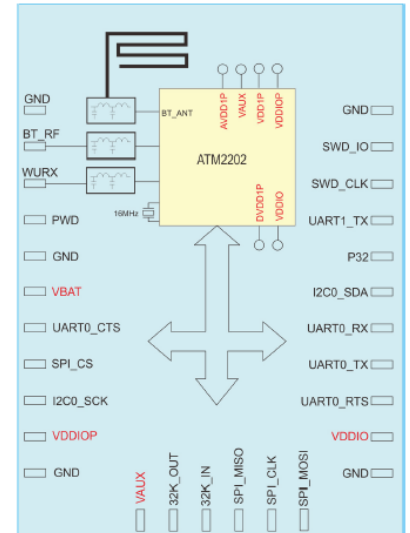 GND
BT_RF
WURX
PWD
GND
VBAT
UART0_CTS
SPI_CS
I2C0_SCK
VDDIOP
GND
BT_ANT
AVDD1P
VAUX
VDD1P
VDDIOP
ATM2202
16MHz
DVDD1P
VDDIO
GND
SWD_IO
SWD_CLK
UART1_TX
P32
I2C0_SDA
UART0_RX
UART0_TX
UART0_RTS
VDDIO
GND
VAUX
32K_OUT
32K_IN
SPI_MISO
SPI_CLK
SPI_MOSI